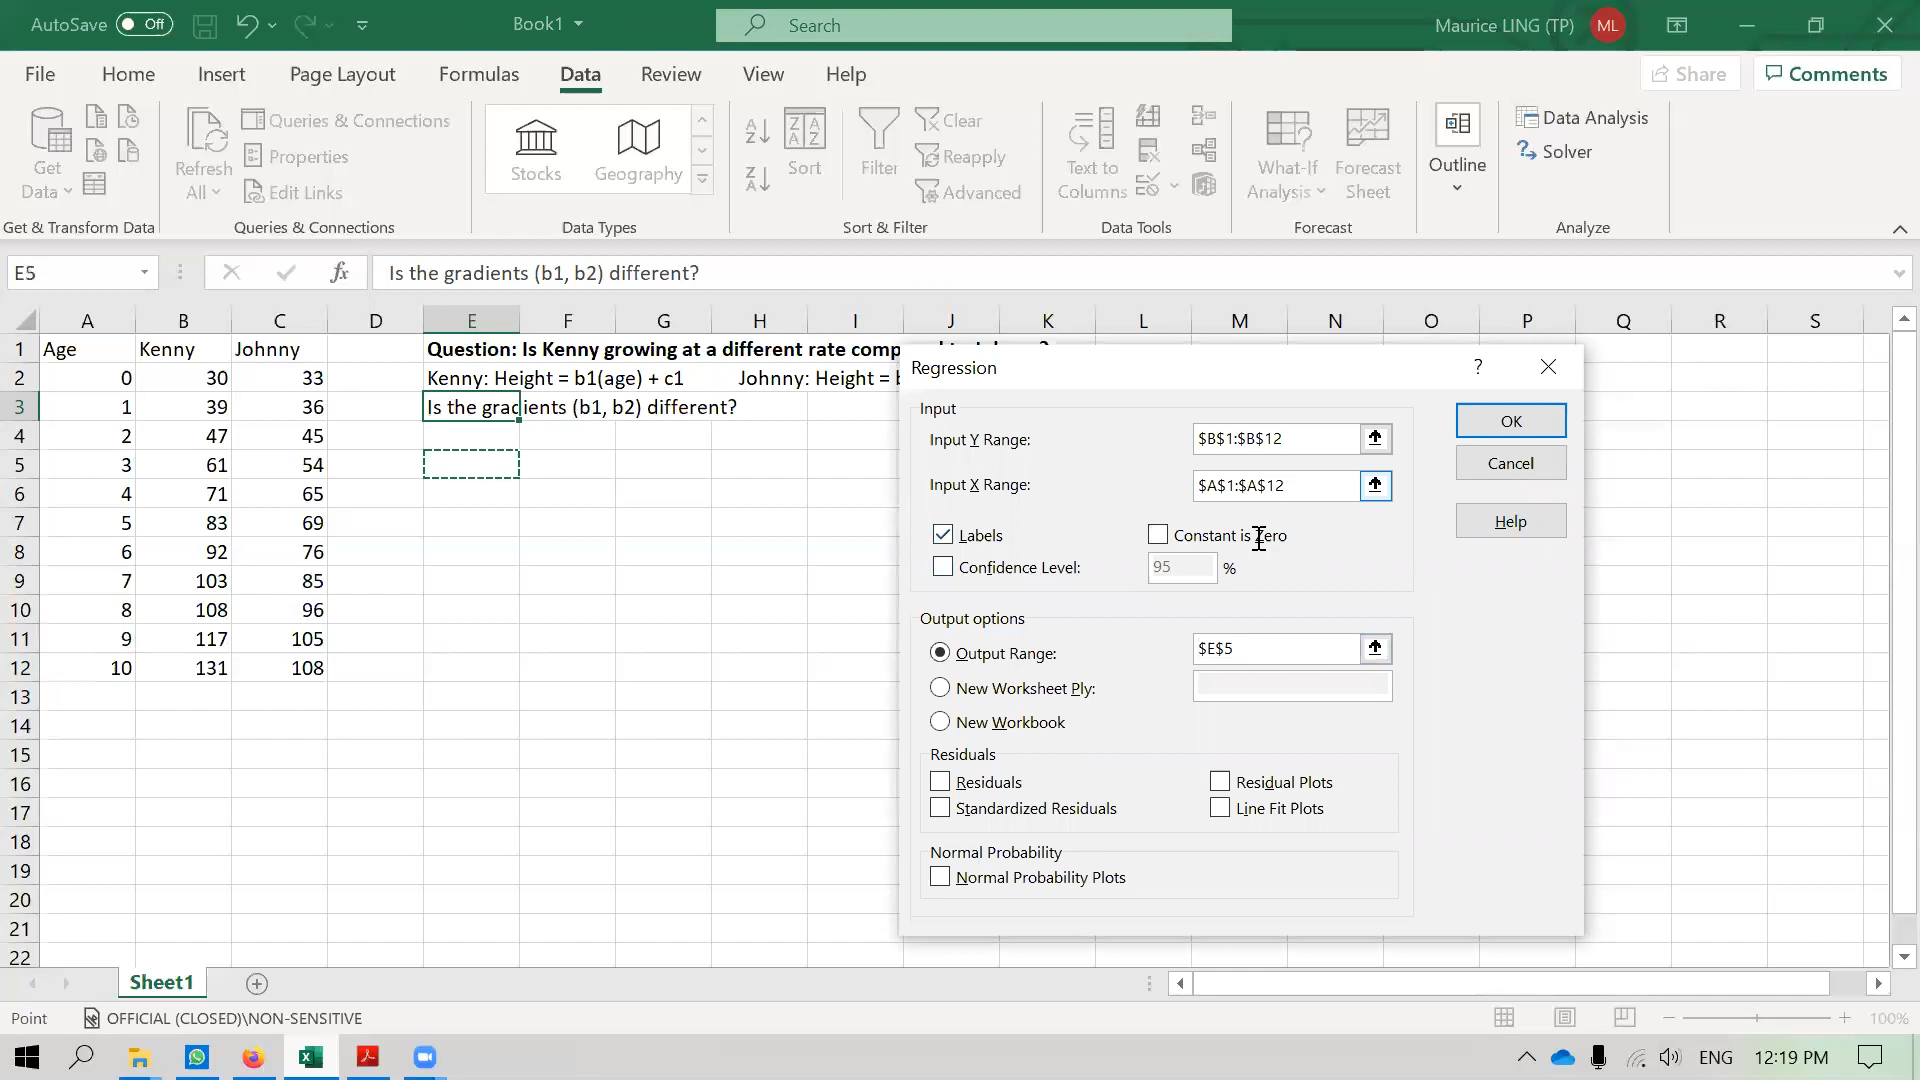 AutoSave Off Book1 Search Maurice LING (TP) ML
File Home Insert Page Layout Formulas Data Review View Help Share Comments
Get Data
Refresh All
Queries & Connections
Properties
Edit Links
Stocks
Geography
Sort
Filter
Clear
Reapply
Advanced
Text to Columns
What-If Analysis
Forecast Sheet
Outline
Data Analysis
Solver
Get & Transform Data Queries & Connections Data Types Sort & Filter Data Tools Forecast Analyze
E5 fx Is the gradients (b1, b2) different?
A B C D E F G H I J K L M N O P Q R S
1 Age Kenny Johnny Question: Is Kenny growing at a different rate comp
2 0 30 33 Kenny: Height = b1(age) + c1 Johnny: Height = b
3 1 39 36 Is the gradients (b1, b2) different?
4 2 47 45
5 3 61 54
6 4 71 65
7 5 83 69
8 6 92 76
9 7 103 85
10 8 108 96
11 9 117 105
12 10 131 108
13
14
15
16
17
18
19
20
21
22
Regression ?
Input
Input Y Range: $B$1:$B$12
Input X Range: $A$1:$A$12
Labels Constant is Zero
Confidence Level: 95 %
OK
Cancel
Help
Output options
Output Range: $E$5
New Worksheet Ply:
New Workbook
Residuals
Residuals Residual Plots
Standardized Residuals Line Fit Plots
Normal Probability
Normal Probability Plots
Sheet1
Point OFFICIAL (CLOSED)\NON-SENSITIVE 100%
ENG 12:19 PM